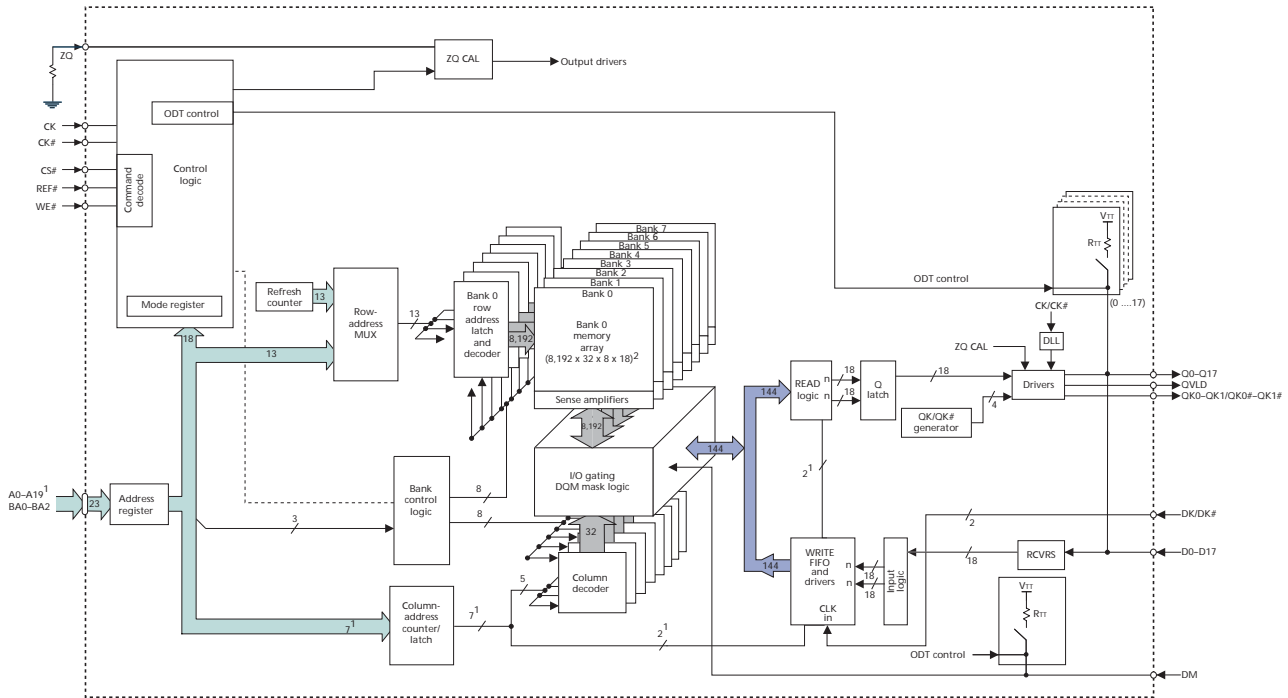 ZQ
ZQ CAL
Output drivers
ODT control
CK
CK#
Control
logic
CS#
REF#
WE#
Command
decode
Mode register
Refresh
counter
13
Row-
address
MUX
13
13
18
Bank 0
row
address
latch
and
decoder
8,192
Bank 7
Bank 6
Bank 5
Bank 4
Bank 3
Bank 2
Bank 1
Bank 0
Bank 0
memory
array
(8,192 x 32 x 8 x 18)2
Sense amplifiers
8,192
I/O gating
DQM mask logic
32
Column
decoder
5
A0–A191
BA0–BA2
23
Address
register
3
Bank
control
logic
8
8
71
Column-
address
counter/
latch
71
21
144
144
144
READ
logic
n
n
18
18
Q
latch
18
QK/QK#
generator
4
21
ODT control
VTT
RTT
(0 ....17)
CK/CK#
DLL
ZQ CAL
Drivers
Q0–Q17
QVLD
QK0–QK1/QK0#–QK1#
2
DK/DK#
WRITE
FIFO
and
drivers
CLK
in
n
n
18
18
Input
logic
18
RCVRS
D0–D17
VTT
RTT
ODT control
DM